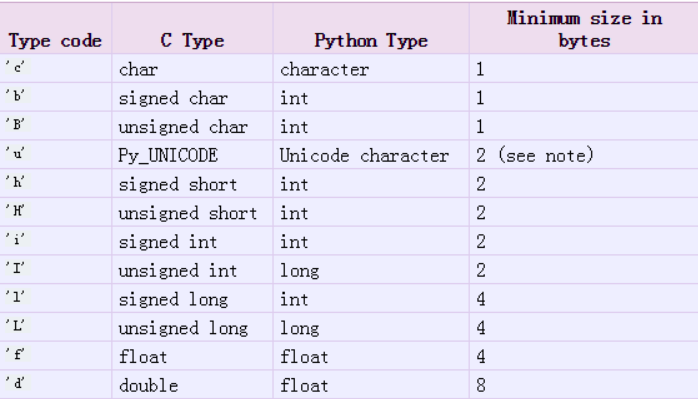 Type code C Type Python Type Minimum size in bytes
'c' char character 1
'b' signed char int 1
'B' unsigned char int 1
'u' Py_UNICODE Unicode character 2 (see note)
'h' signed short int 2
'H' unsigned short int 2
'i' signed int int 2
'I' unsigned int long 2
'l' signed long int 4
'L' unsigned long long 4
'f' float float 4
'd' double float 8